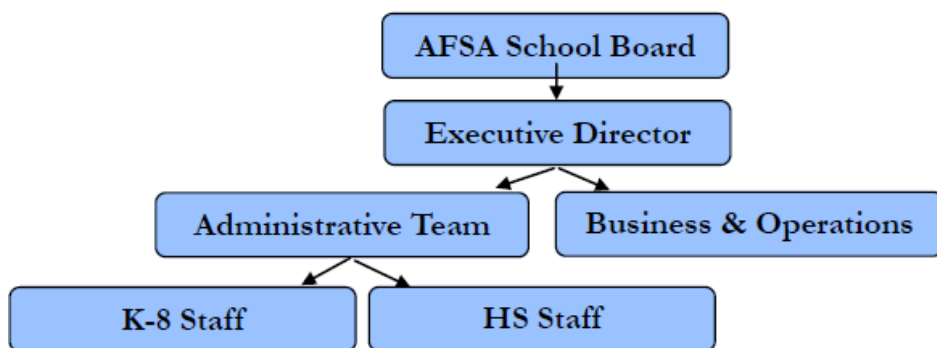 AFSA School Board
Executive Director
Administrative Team
Business & Operations
K-8 Staff
HS Staff